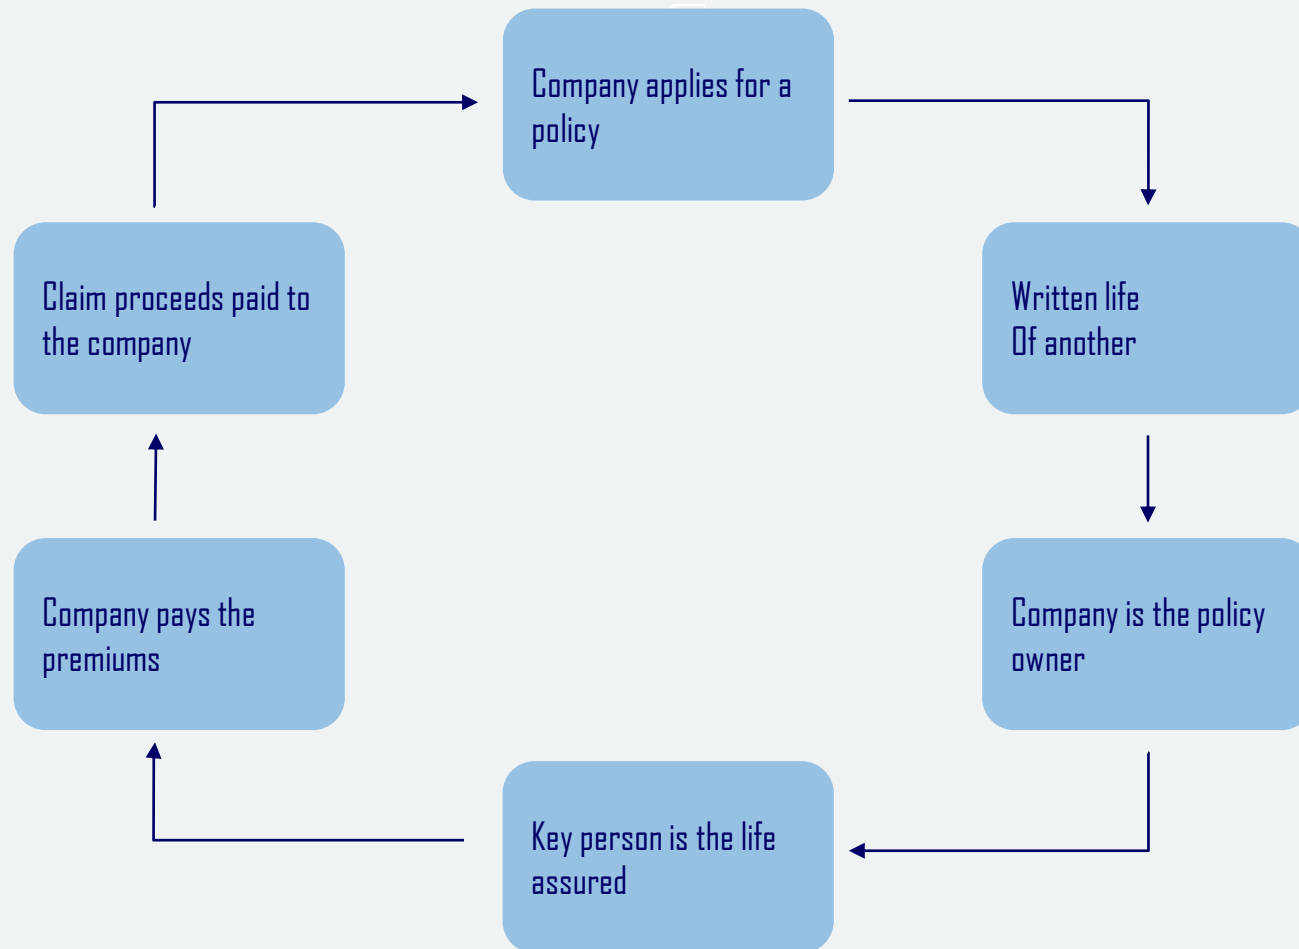 Company applies for a
policy
Written life
Of another
Company is the policy
owner
Key person is the life
assured
Company pays the
premiums
Claim proceeds paid to
the company